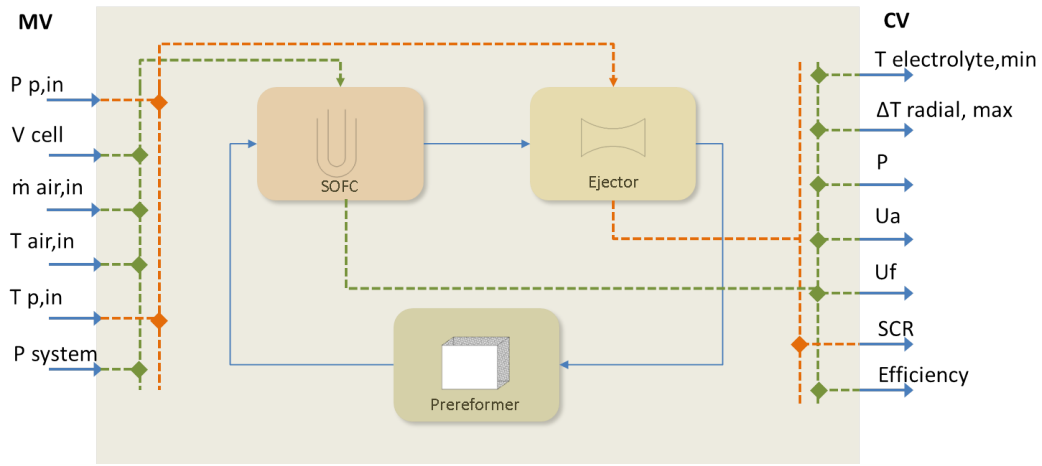 MV
CV
P p,in
V cell
ṁ air,in
T air,in
T p,in
P system
SOFC
Ejector
Prereformer
T electrolyte,min
ΔT radial, max
P
Ua
Uf
SCR
Efficiency